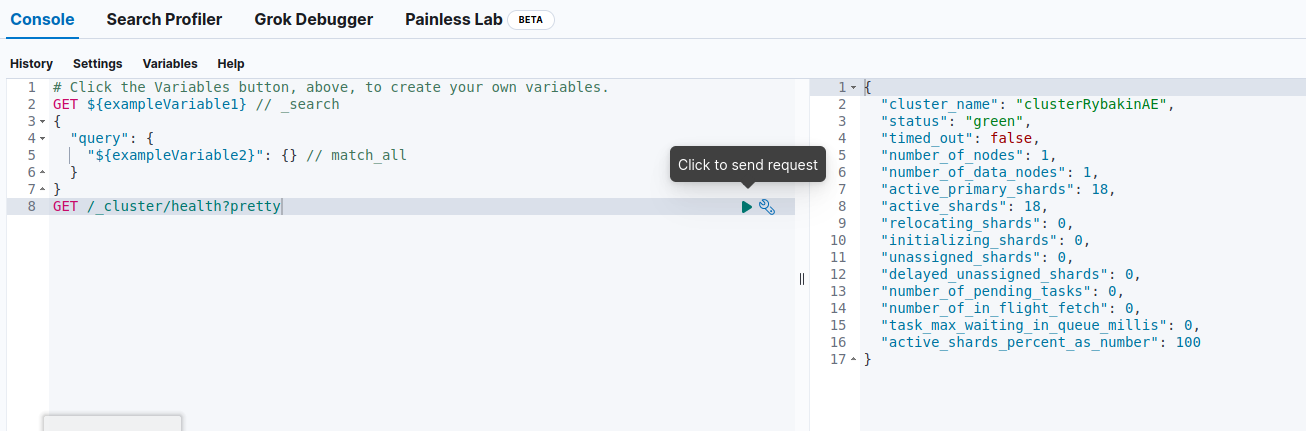 Console Search Profiler Grok Debugger Painless Lab BETA
History Settings Variables Help
1 # Click the Variables button, above, to create your own variables.
2 GET ${exampleVariable1} // _search
3 {
4 "query": {
5 "${exampleVariable2}": {} // match_all
6 }
7 }
8 GET /_cluster/health?pretty
Click to send request
1 {
2 "cluster_name": "clusterRybakinAE",
3 "status": "green",
4 "timed_out": false,
5 "number_of_nodes": 1,
6 "number_of_data_nodes": 1,
7 "active_primary_shards": 18,
8 "active_shards": 18,
9 "relocating_shards": 0,
10 "initializing_shards": 0,
11 "unassigned_shards": 0,
12 "delayed_unassigned_shards": 0,
13 "number_of_pending_tasks": 0,
14 "number_of_in_flight_fetch": 0,
15 "task_max_waiting_in_queue_millis": 0,
16 "active_shards_percent_as_number": 100
17 }